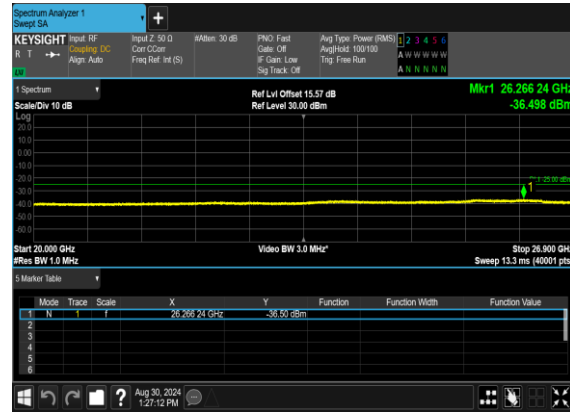 Spectrum Analyzer 1
Swept SA
+
KEYSIGHT Input: RF Input Z: 50 Ω #Atten: 30 dB PNO: Fast Avg Type: Power (RMS) 1 2 3 4 5 6
R T Coupling: DC Corr CCorr Gate: Off Avg|Hold: 100/100 A W W W W W
Align: Auto Freq Ref: Int (S) IF Gain: Low Trig: Free Run
Sig Track: Off A N N N N N
1 Spectrum Ref Lvl Offset 15.57 dB Mkr1 26.266 24 GHz
Scale/Div 10 dB Ref Level 30.00 dBm -36.498 dBm
Log
20.0
10.0
0.00
-10.0
-20.0
-25.00 dBm
-30.0
1
-40.0
-50.0
-60.0
Start 20.000 GHz Video BW 3.0 MHz* Stop 26.900 GHz
#Res BW 1.0 MHz Sweep 13.3 ms (40001 pts)
5 Marker Table
Mode Trace Scale X Y Function Function Width Function Value
1 N 1 f 26.266 24 GHz -36.50 dBm
2
3
4
5
6
? Aug 30, 2024
1:27:12 PM